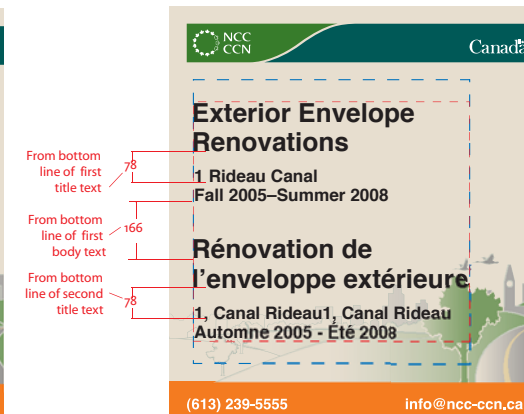 NCC
CCN
Canada
Exterior Envelope
Renovations
1 Rideau Canal
Fall 2005–Summer 2008
Rénovation de
l'enveloppe extérieure
1, Canal Rideau1, Canal Rideau
Automne 2005 - Été 2008
(613) 239-5555
info@ncc-ccn.ca
From bottom
line of first
title text
78
From bottom
line of first
body text
166
From bottom
line of second
title text
78